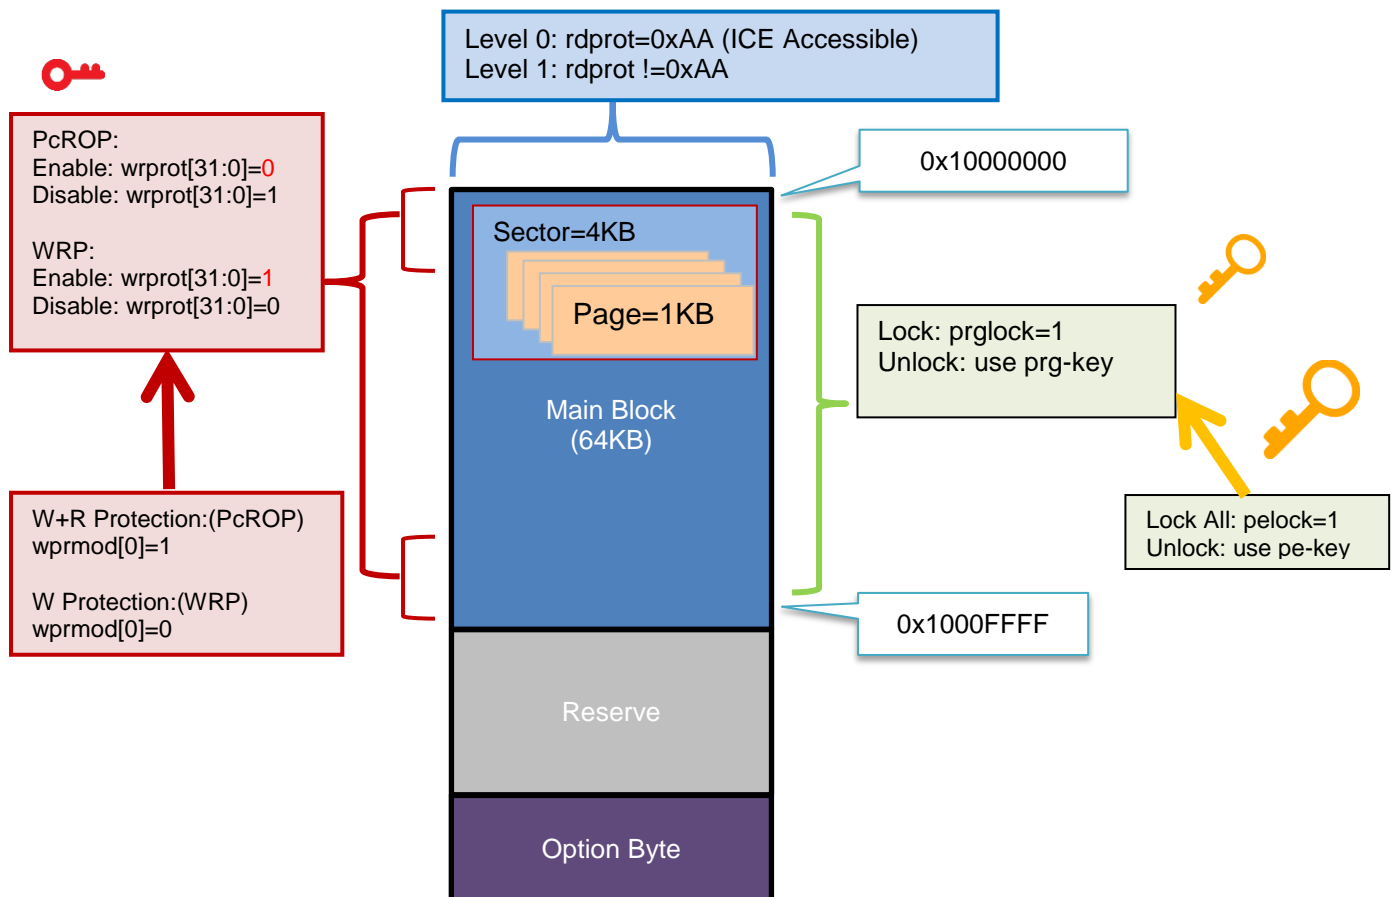 Level 0: rdprot=0xAA (ICE Accessible)
Level 1: rdprot !=0xAA
PcROP:
Enable: wrprot[31:0]=0
Disable: wrprot[31:0]=1
WRP:
Enable: wrprot[31:0]=1
Disable: wrprot[31:0]=0
0x10000000
Sector=4KB
Page=1KB
Main Block
(64KB)
Lock: prglock=1
Unlock: use prg-key
W+R Protection:(PcROP)
wprmod[0]=1
W Protection:(WRP)
wprmod[0]=0
Lock All: pelock=1
Unlock: use pe-key
0x1000FFFF
Reserve
Option Byte